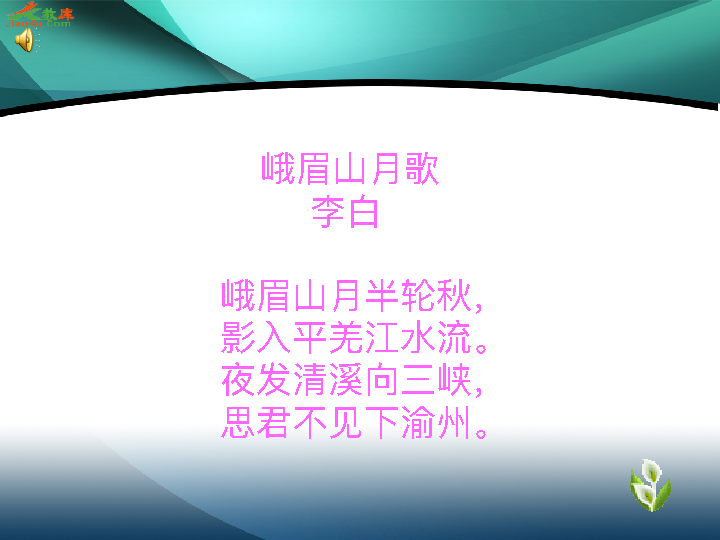 教库
Jiaoku.Com
峨眉山月歌
李白
峨眉山月半轮秋，
影入平羌江水流。
夜发清溪向三峡，
思君不见下渝州。